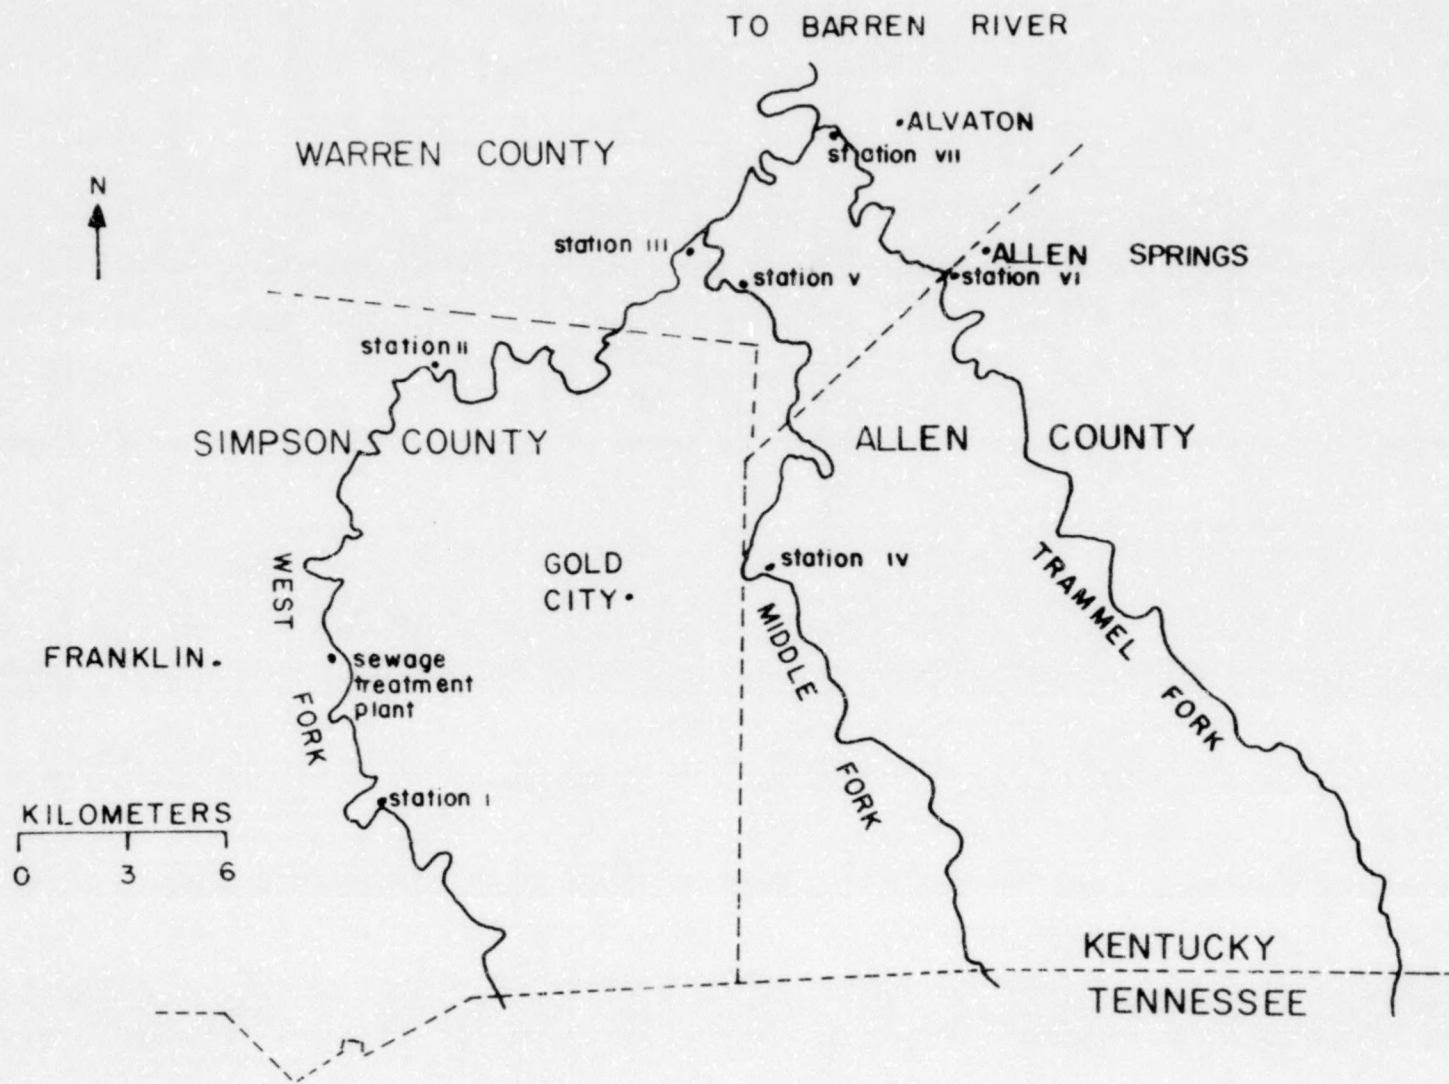 TO BARREN RIVER
ALVATON
WARREN COUNTY
station VII
N
station III
ALLEN SPRINGS
station V
station VI
station II
SIMPSON COUNTY
ALLEN COUNTY
station IV
GOLD
CITY
WEST
FORK
TRAMMEL
FORK
MIDDLE
FORK
FRANKLIN
sewage
treatment
plant
station I
KILOMETERS
0 3 6
KENTUCKY
TENNESSEE